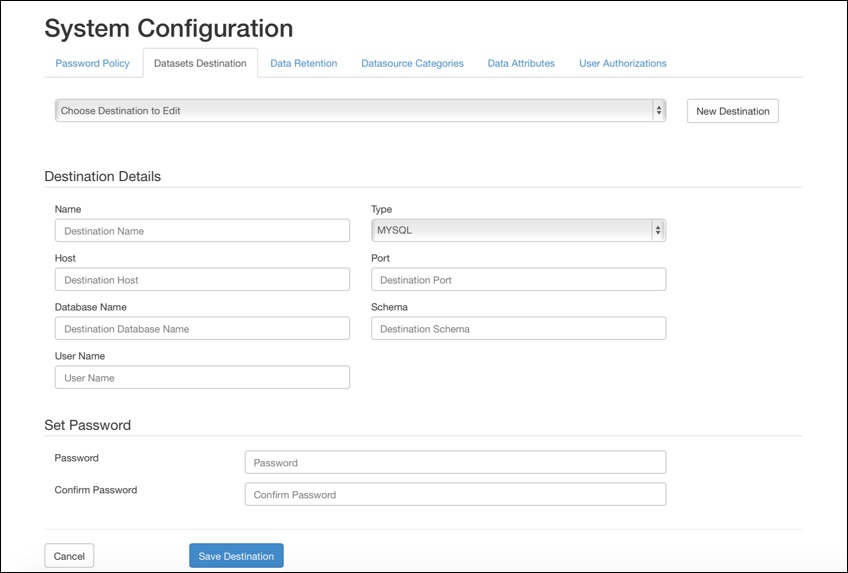 System Configuration
Password Policy Datasets Destination Data Retention Datasource Categories Data Attributes User Authorizations
Choose Destination to Edit New Destination
Destination Details
Name Type
Destination Name MYSQL
Host Port
Destination Host Destination Port
Database Name Schema
Destination Database Name Destination Schema
User Name
User Name
Set Password
Password Password
Confirm Password Confirm Password
Cancel Save Destination